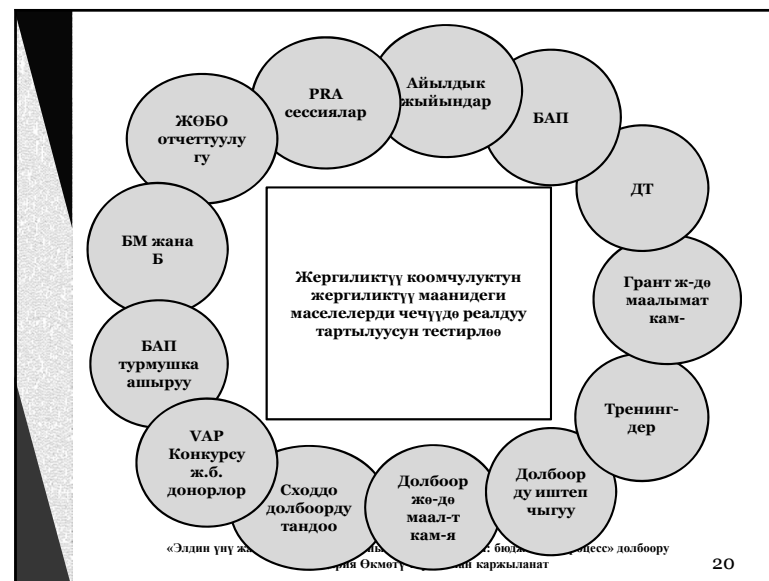 PRA
сессиялар
Айылдык
жыйындар
БАП
ДТ
Грант ж-дө
маалымат
кам-
Тренинг-
дер
Долбоор
ду иштеп
чыгуу
Долбоор
жө-дө
маал-т
кам-я
Сходдо
долбоорду
тандоо
VAP
Конкурсу
ж.б.
донорлор
БАП
турмушка
ашыруу
БМ жана
Б
ЖӨБО
отчеттуулу
гу
Жергиликтүү коомчулуктун
жергиликтүү маанидеги
маселелерди чечүүдө реалдуу
тартылуусун тестирлөө
«Элдин үнү долбоору
Өкмөтү каржыланат
20